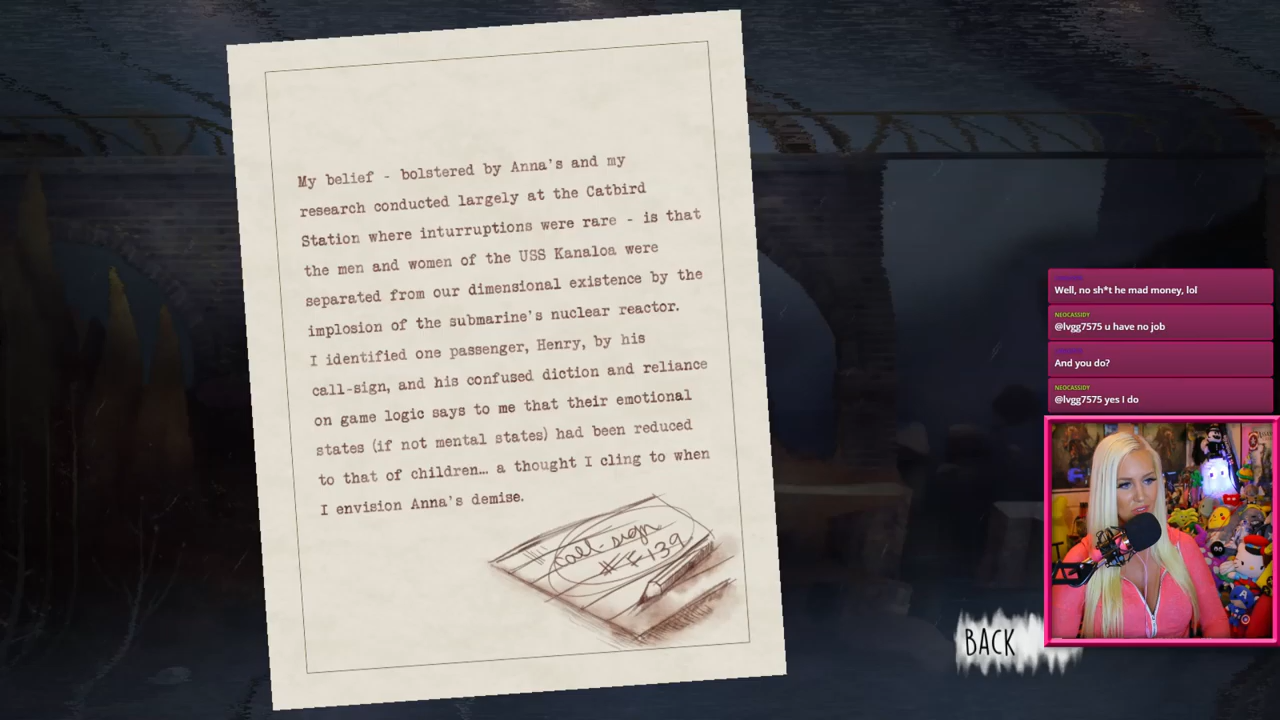 My belief - bolstered by Anna's and my
research conducted largely at the Catbird
Station where inturruptions were rare - is that
the men and women of the USS Kanaloa were
separated from our dimensional existence by the
implosion of the submarine's nuclear reactor.
I identified one passenger, Henry, by his
call-sign, and his confused diction and reliance
on game logic says to me that their emotional
states (if not mental states) had been reduced
to that of children… a thought I cling to when
I envision Anna's demise.
Call-sign
#F-139
BACK
Well, no sh*t he mad money, lol
NEOCASSIDY
@lvgg7575 u have no job
And you do?
NEOCASSIDY
@lvgg7575 yes I do